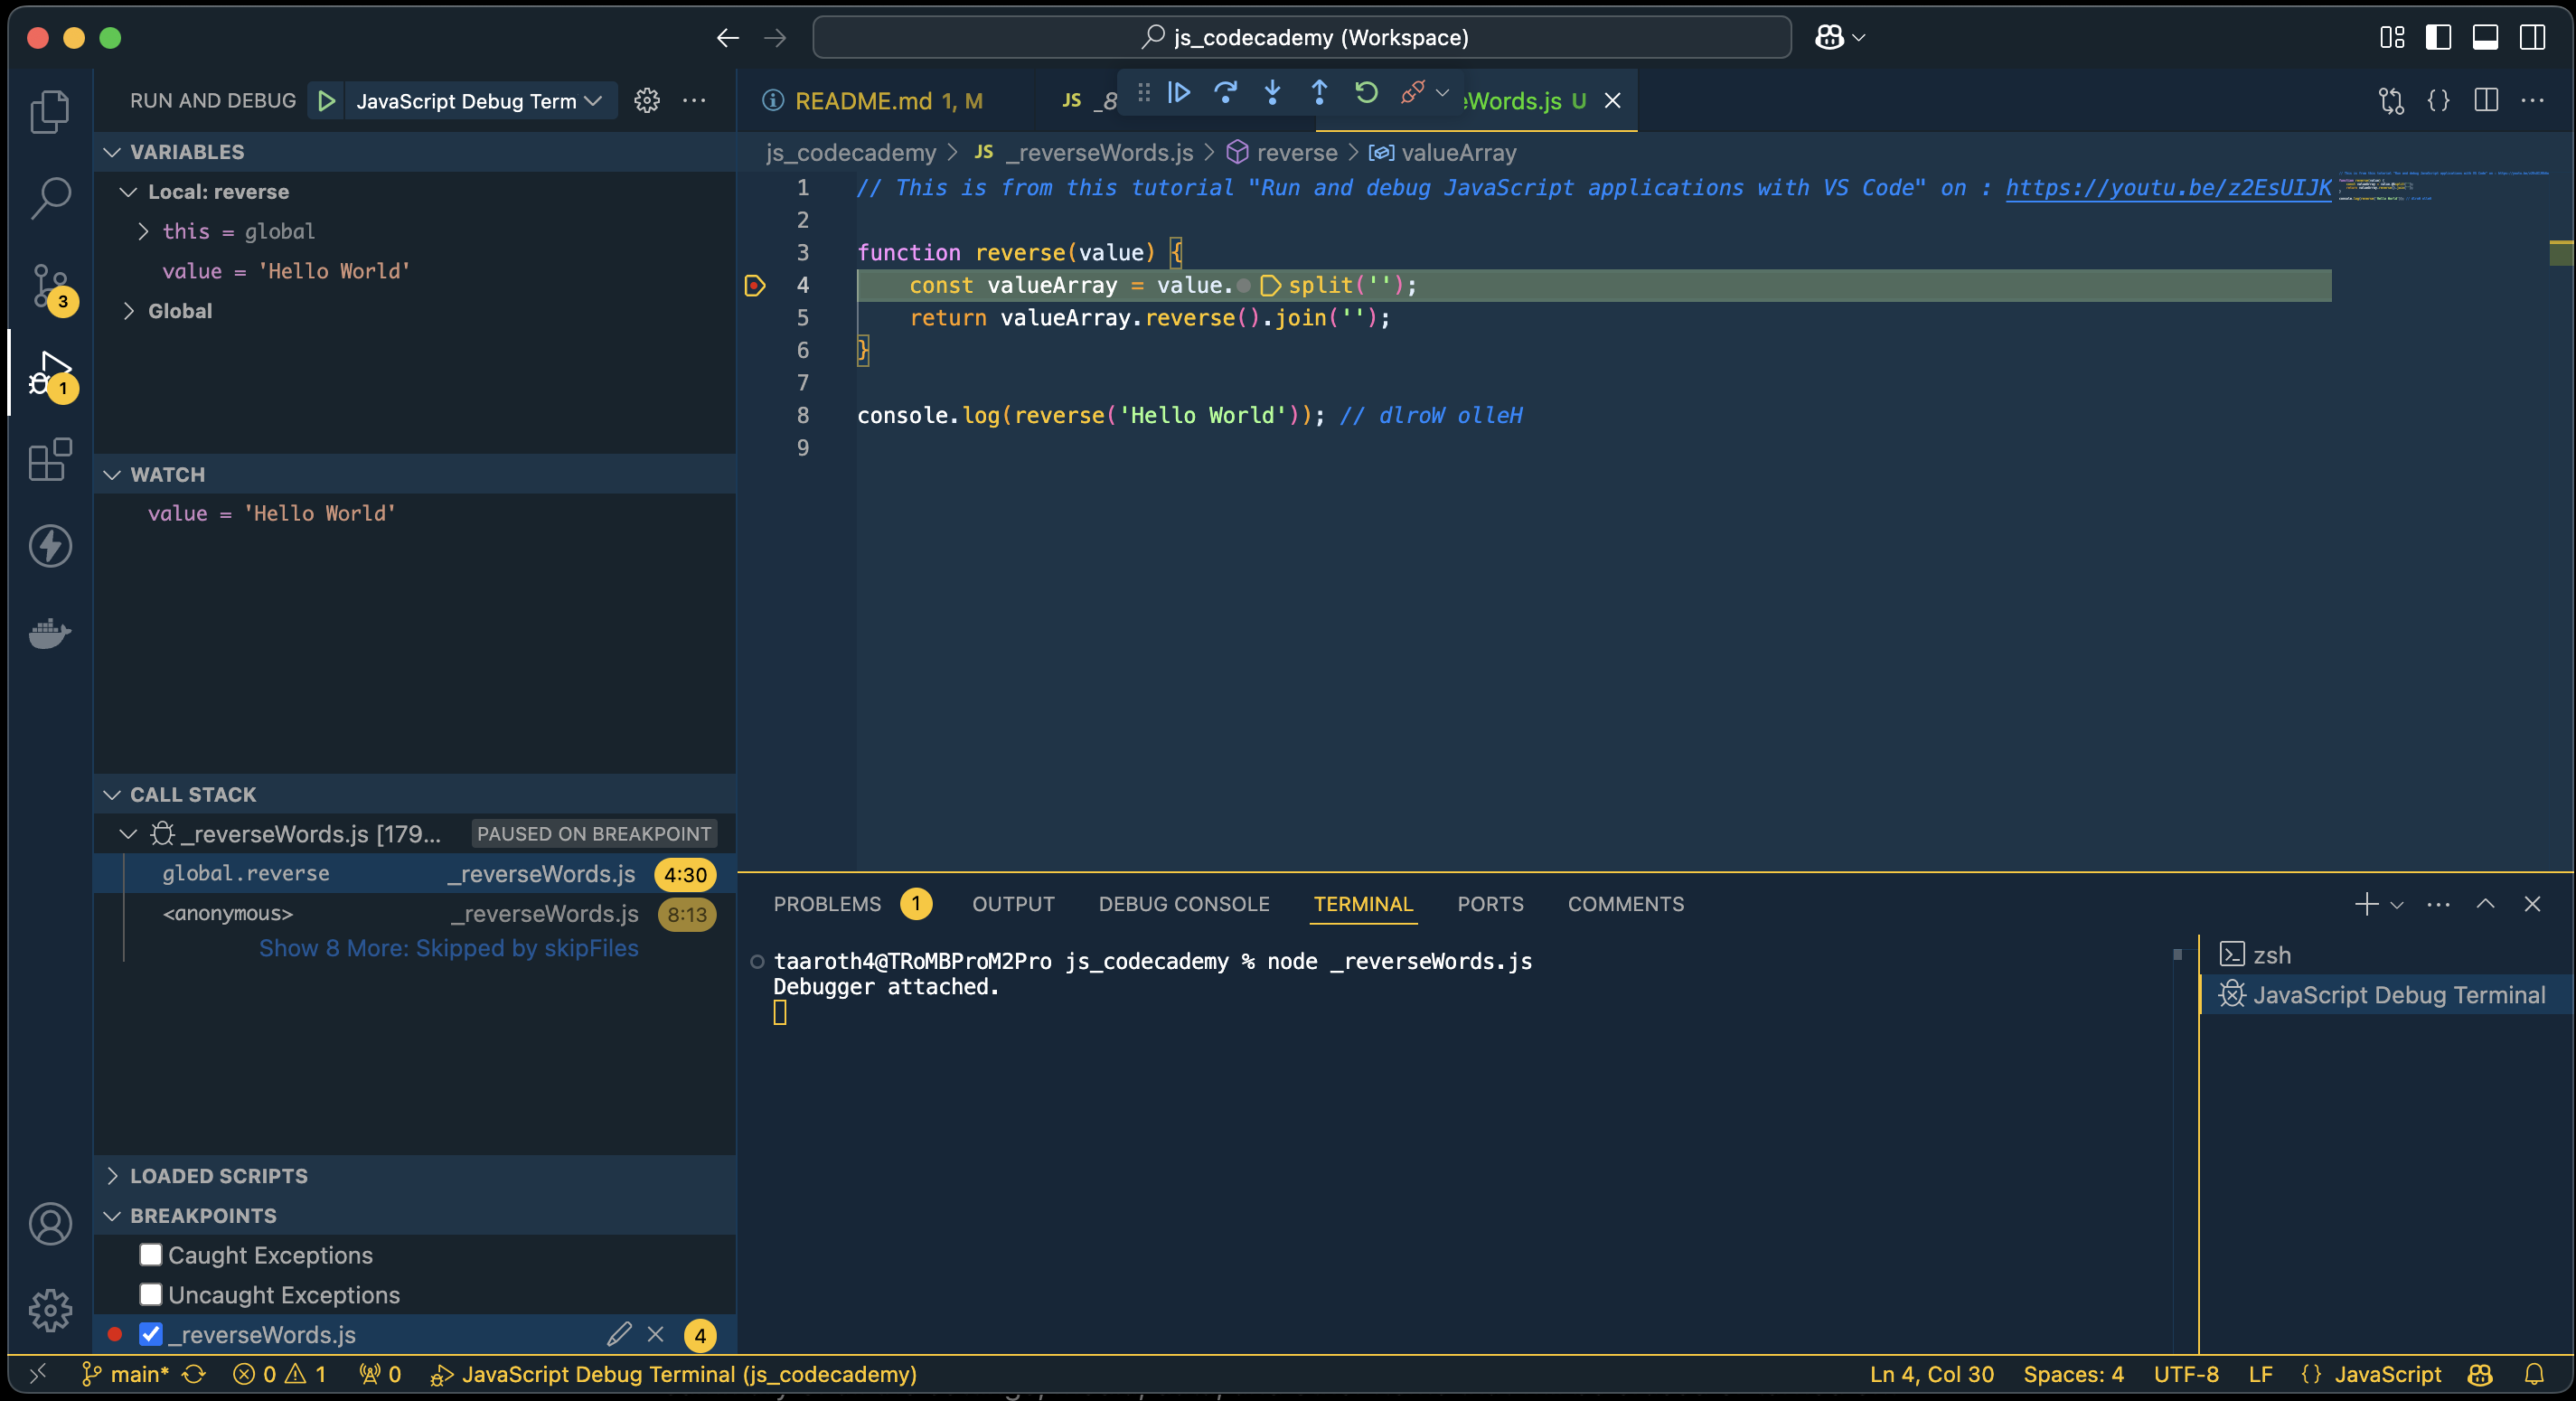 js_codecademy (Workspace)
RUN AND DEBUG
JavaScript Debug Term
README.md 1, M
JS _8
eWords.js U
js_codecademy > JS _reverseWords.js > reverse > valueArray
VARIABLES
Local: reverse
this = global
value = 'Hello World'
Global
WATCH
value = 'Hello World'
CALL STACK
_reverseWords.js [179... PAUSED ON BREAKPOINT
global.reverse _reverseWords.js 4:30
<anonymous> _reverseWords.js 8:13
Show 8 More: Skipped by skipFiles
LOADED SCRIPTS
BREAKPOINTS
Caught Exceptions
Uncaught Exceptions
_reverseWords.js 4
3
1
1 // This is from this tutorial "Run and debug JavaScript applications with VS Code" on : https://youtu.be/z2EsUIJK
2
3 function reverse(value) {
4 const valueArray = value.split('');
5 return valueArray.reverse().join('');
6 }
7
8 console.log(reverse('Hello World')); // dlroW olleH
9
PROBLEMS 1 OUTPUT DEBUG CONSOLE TERMINAL PORTS COMMENTS
taaroth4@TRoMBProM2Pro js_codecademy % node _reverseWords.js
Debugger attached.
zsh
JavaScript Debug Terminal
main* 0 1 0 JavaScript Debug Terminal (js_codecademy)
Ln 4, Col 30 Spaces: 4 UTF-8 LF {} JavaScript